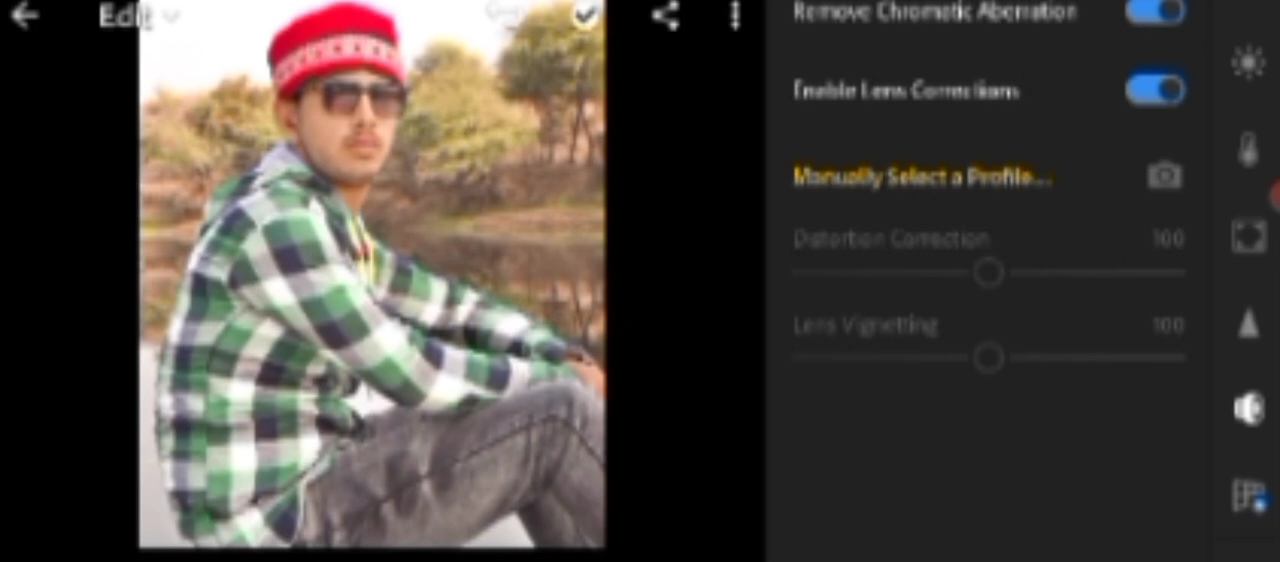 Edit
Remove Chromatic Aberration
Enable Lens Corrections
Manually Select a Profile...
Distortion Correction 100
Lens Vignetting 100